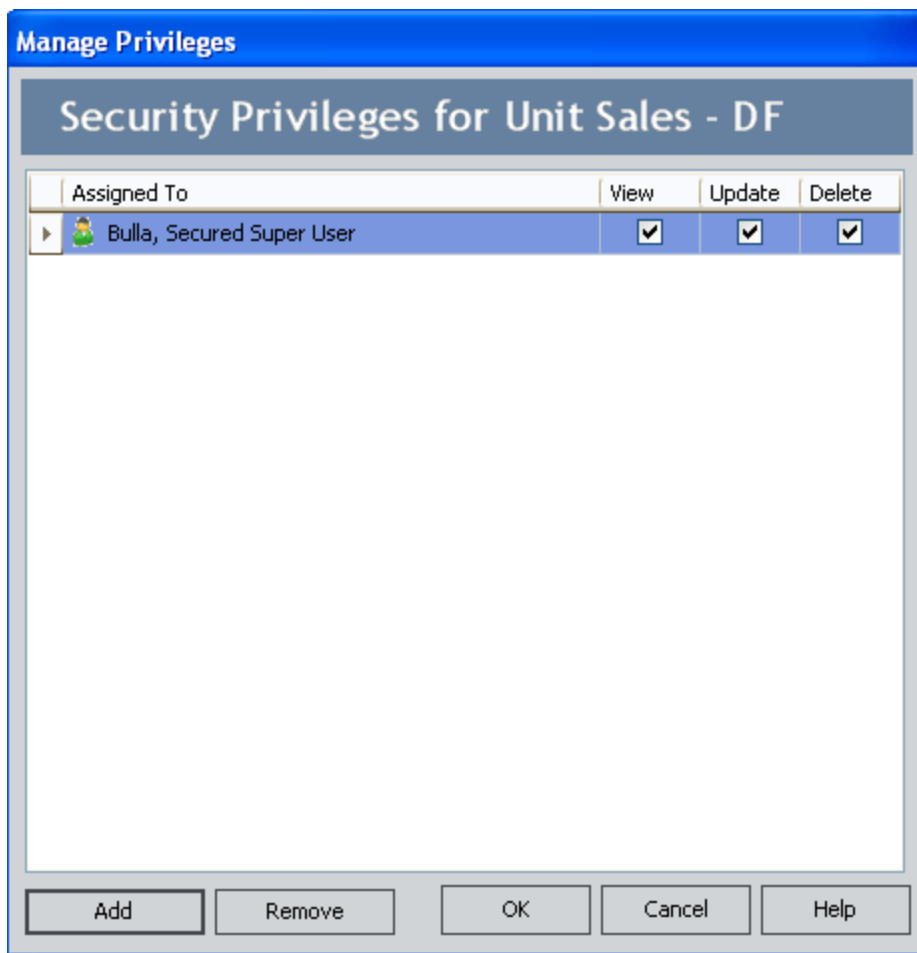 Manage Privileges
Security Privileges for Unit Sales - DF
Assigned To View Update Delete
Bulla, Secured Super User
Add Remove OK Cancel Help